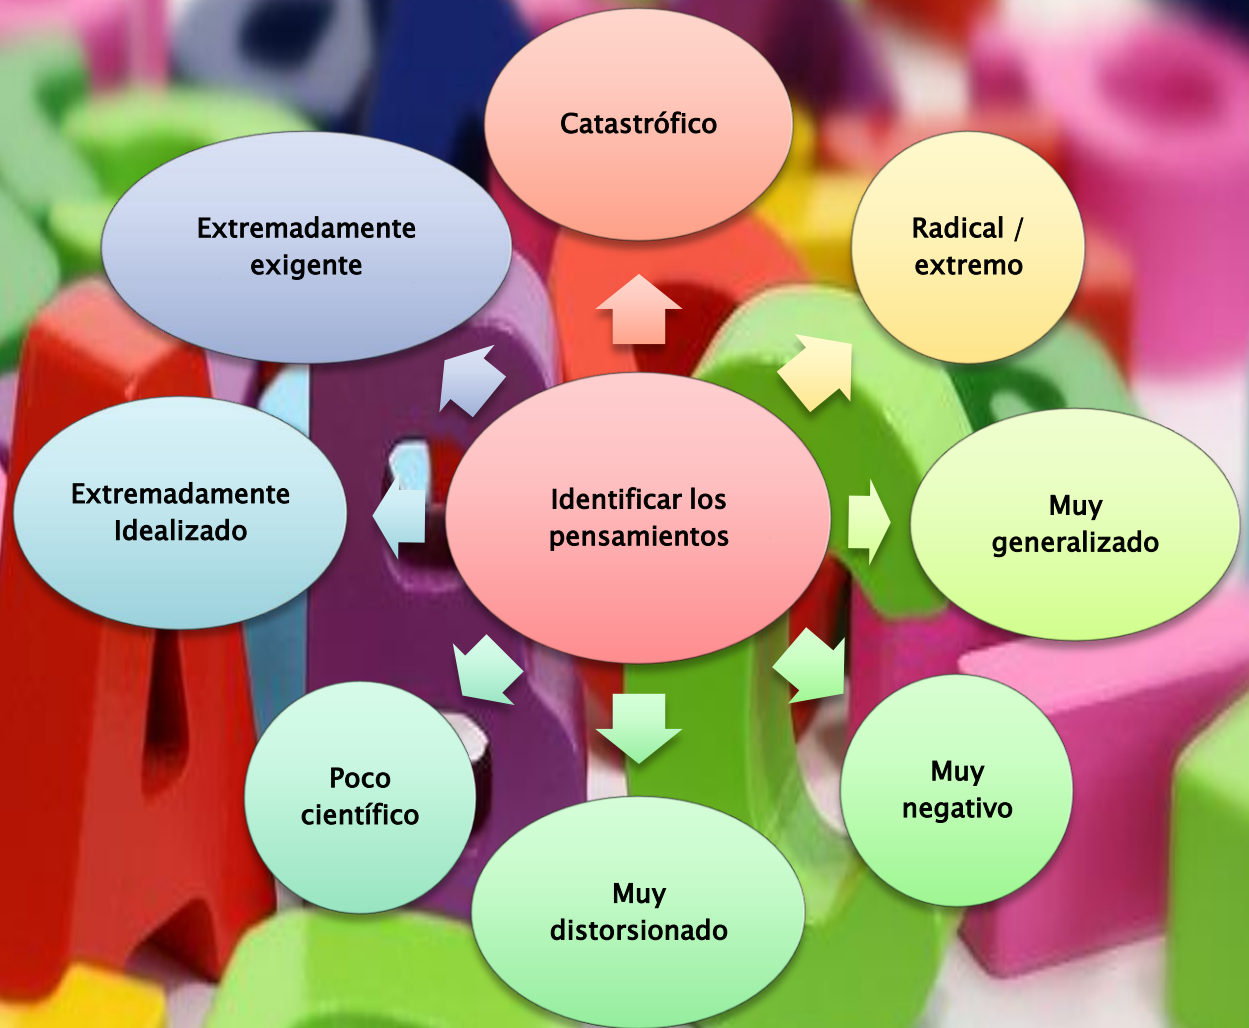 Catastrófico
Radical /
extremo
Muy
generalizado
Muy
negativo
Muy
distorsionado
Poco
científico
Extremadamente
Idealizado
Extremadamente
exigente
Identificar los
pensamientos